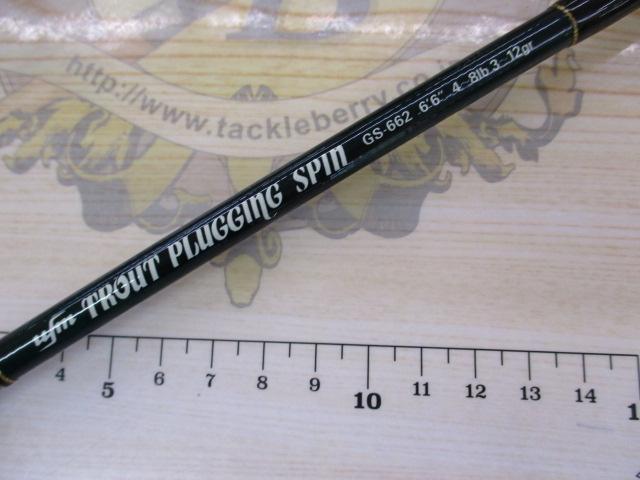 http://www.tackleberry.co.j
ufm TROUT PLUGGING SPIN GS-662 6'6" 4 8lb 3 12gr
4 5 6 7 8 9 10 11 12 13 14 1